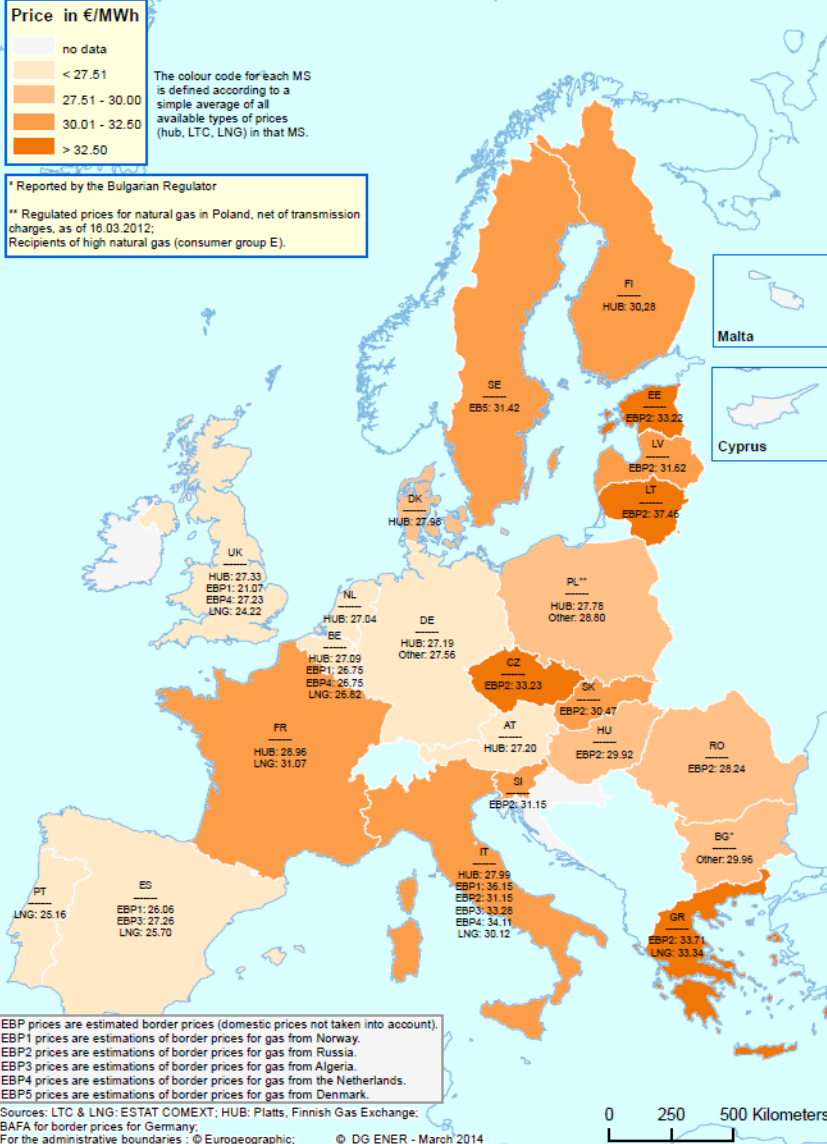 Price in €/MWh
no data
< 27.51
27.51 - 30.00
30.01 - 32.50
> 32.50
The colour code for each MS
is defined according to a
simple average of all
available types of prices
(hub, LTC, LNG) in that MS.
* Reported by the Bulgarian Regulator
** Regulated prices for natural gas in Poland, net of transmission
charges, as of 16.03.2012;
Recipients of high natural gas (consumer group E).
FI
-------
HUB: 30,28
Malta
Cyprus
SE
-------
EB5: 31.42
EE
-------
EBP2: 33.22
LV
-------
EBP2: 31.62
LT
-------
EBP2: 37.46
DK
-------
HUB: 27.98
UK
-------
HUB: 27.33
EBP1: 21.07
EBP4: 27.23
LNG: 24.22
NL
-------
HUB: 27.04
BE
-------
HUB: 27.09
EBP1: 26.75
EBP4: 26.75
LNG: 26.82
DE
-------
HUB: 27.19
Other: 27.56
PL**
-------
HUB: 27.78
Other: 28.80
CZ
-------
EBP2: 33.23
SK
-------
EBP2: 30.47
FR
-------
HUB: 28.96
LNG: 31.07
AT
-------
HUB: 27.20
HU
-------
EBP2: 29.92
RO
-------
EBP2: 28.24
SI
-------
EBP2: 31.15
BG*
-------
Other: 29.96
IT
-------
HUB: 27.99
EBP1: 36.15
EBP2: 31.15
EBP3: 33.28
EBP4: 34.11
LNG: 30.12
PT
-------
LNG: 25.16
ES
-------
EBP1: 26.06
EBP3: 27.26
LNG: 25.70
GR
-------
EBP2: 33.71
LNG: 33.34
EBP prices are estimated border prices (domestic prices not taken into account).
EBP1 prices are estimations of border prices for gas from Norway.
EBP2 prices are estimations of border prices for gas from Russia.
EBP3 prices are estimations of border prices for gas from Algeria.
EBP4 prices are estimations of border prices for gas from the Netherlands.
EBP5 prices are estimations of border prices for gas from Denmark.
Sources: LTC & LNG: ESTAT COMEXT; HUB: Platts, Finnish Gas Exchange;
BAFA for border prices for Germany;
For the administrative boundaries : © Eurogeographic; © DG ENER - March 2014
0 250 500 Kilometers